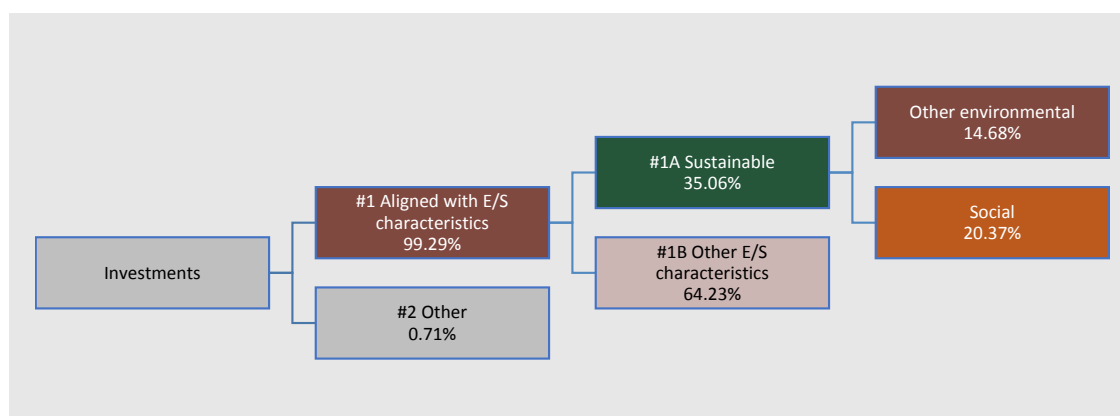 Investments
#1 Aligned with E/S
characteristics
99.29%
#2 Other
0.71%
#1A Sustainable
35.06%
#1B Other E/S
characteristics
64.23%
Other environmental
14.68%
Social
20.37%